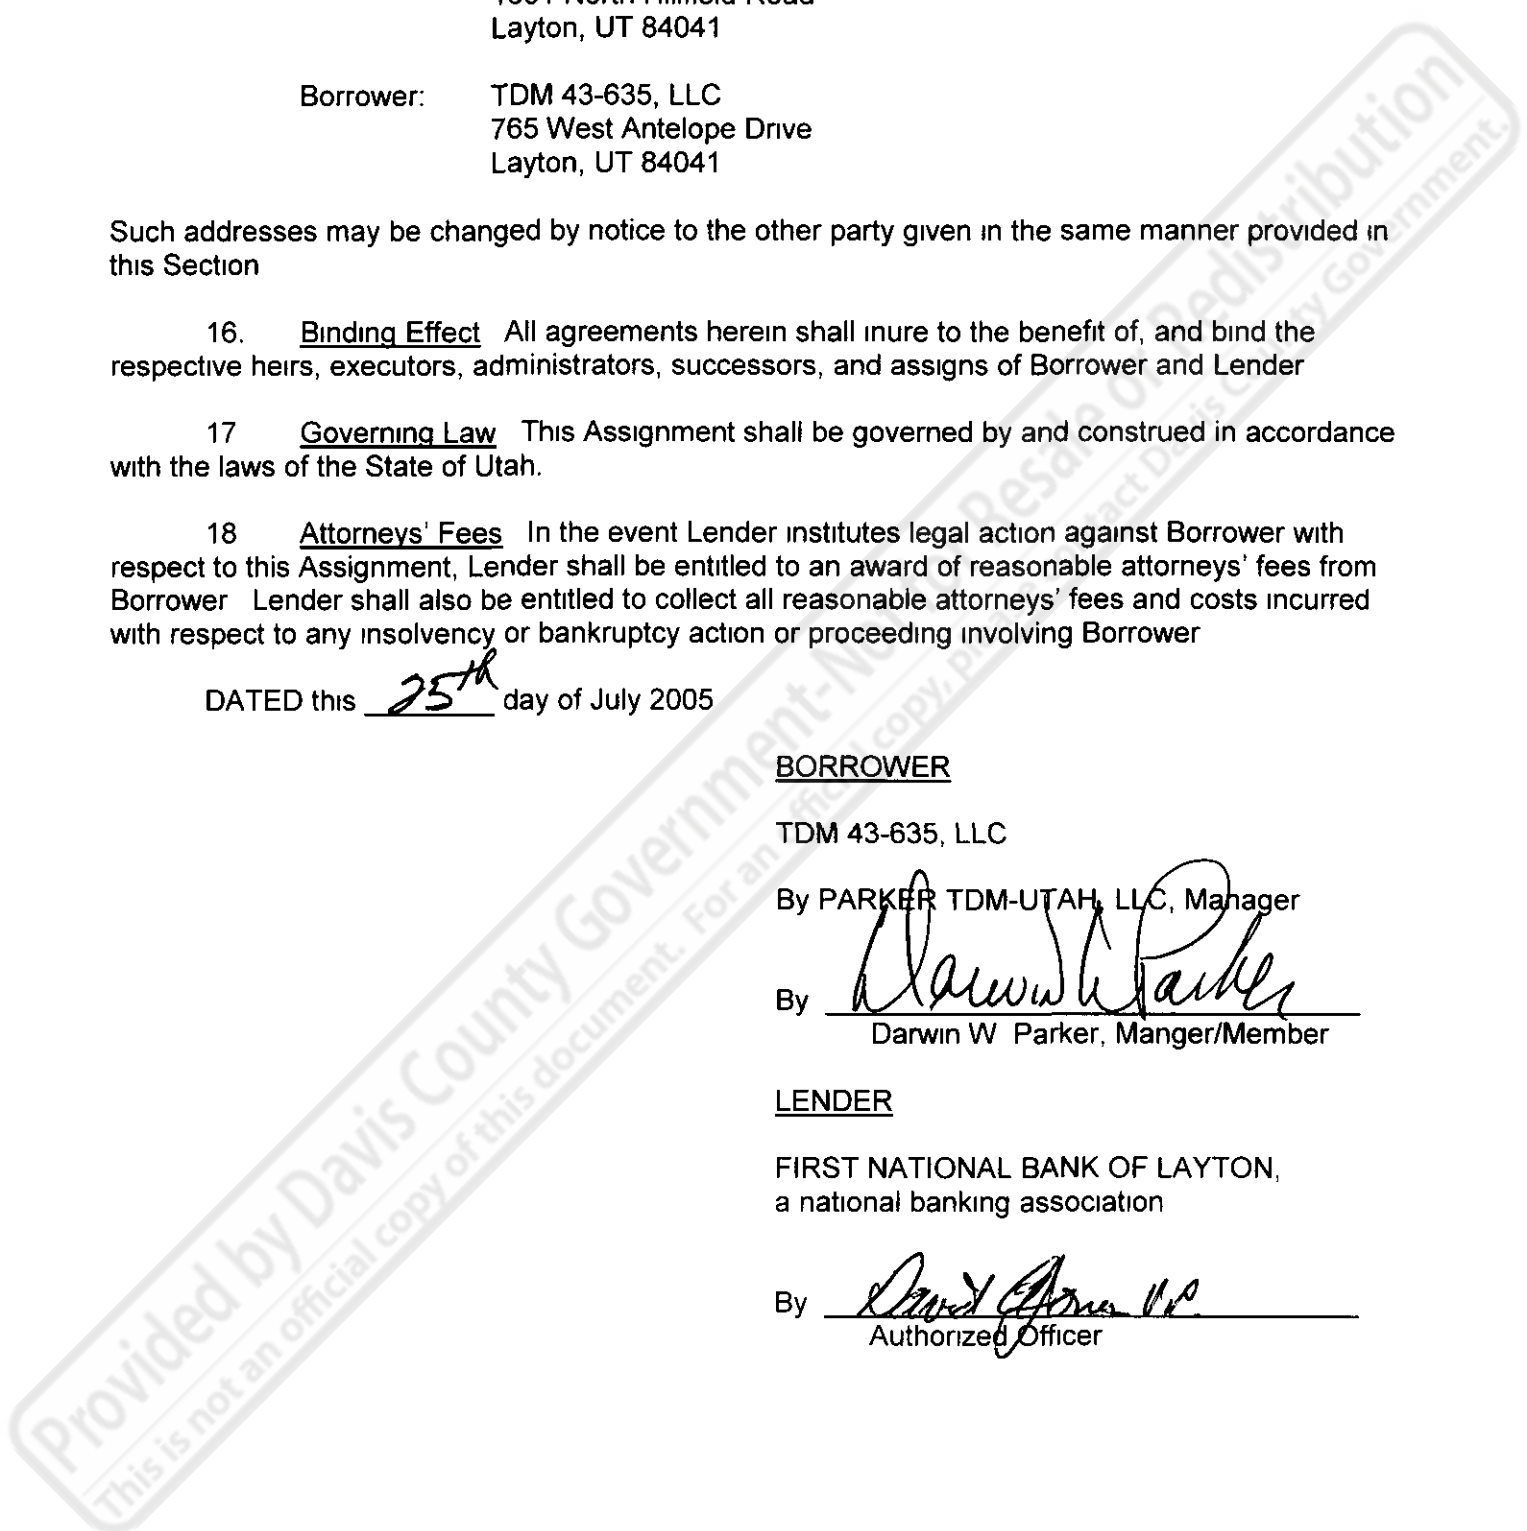 Layton, UT 84041
Borrower: TDM 43-635, LLC
765 West Antelope Drive
Layton, UT 84041
Such addresses may be changed by notice to the other party given in the same manner provided in
this Section
16. Binding Effect All agreements herein shall inure to the benefit of, and bind the
respective heirs, executors, administrators, successors, and assigns of Borrower and Lender
17 Governing Law This Assignment shall be governed by and construed in accordance
with the laws of the State of Utah.
18 Attorneys' Fees In the event Lender institutes legal action against Borrower with
respect to this Assignment, Lender shall be entitled to an award of reasonable attorneys' fees from
Borrower Lender shall also be entitled to collect all reasonable attorneys' fees and costs incurred
with respect to any insolvency or bankruptcy action or proceeding involving Borrower
DATED this 25th day of July 2005
BORROWER
TDM 43-635, LLC
By PARKER TDM-UTAH, LLC, Manager
By Darwin W Parker
Darwin W Parker, Manger/Member
LENDER
FIRST NATIONAL BANK OF LAYTON,
a national banking association
By David V.P.
Authorized Officer
Provided by Davis County Government-Not for Resale or Redistribution
This is not an official copy of this document. For an official copy, please contact Davis County Government.